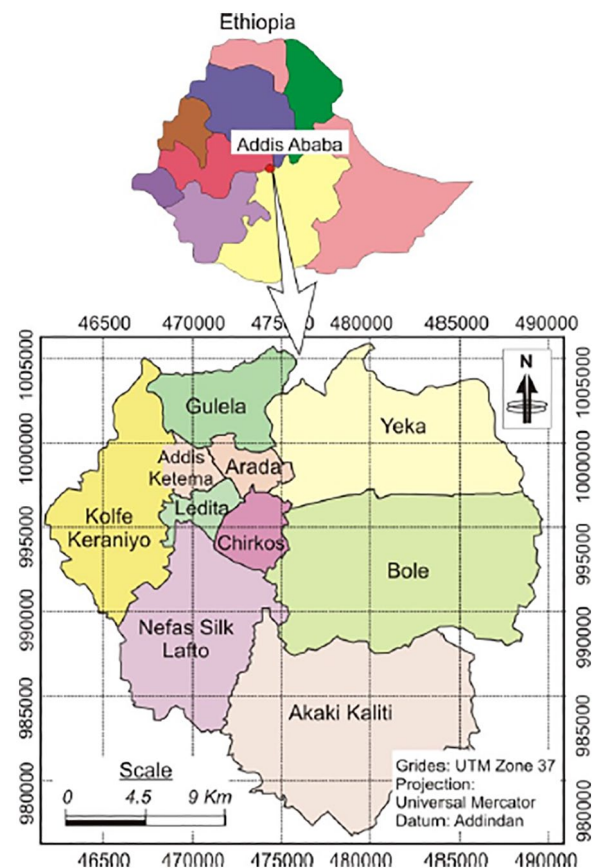 Ethiopia
Addis Ababa
46500 470000 475000 480000 485000 490000
1005000
1000000
995000
990000
985000
980000
1005000
1000000
995000
990000
985000
980000
N
Gulela
Yeka
Addis
Ketema
Arada
Ledita
Kolfe
Keraniyo
Chirkos
Bole
Nefas Silk
Lafto
Akaki Kaliti
Scale
0 4.5 9 Km
Grides: UTM Zone 37
Projection:
Universal Mercator
Datum: Addindan
46500 470000 475000 480000 485000 490000